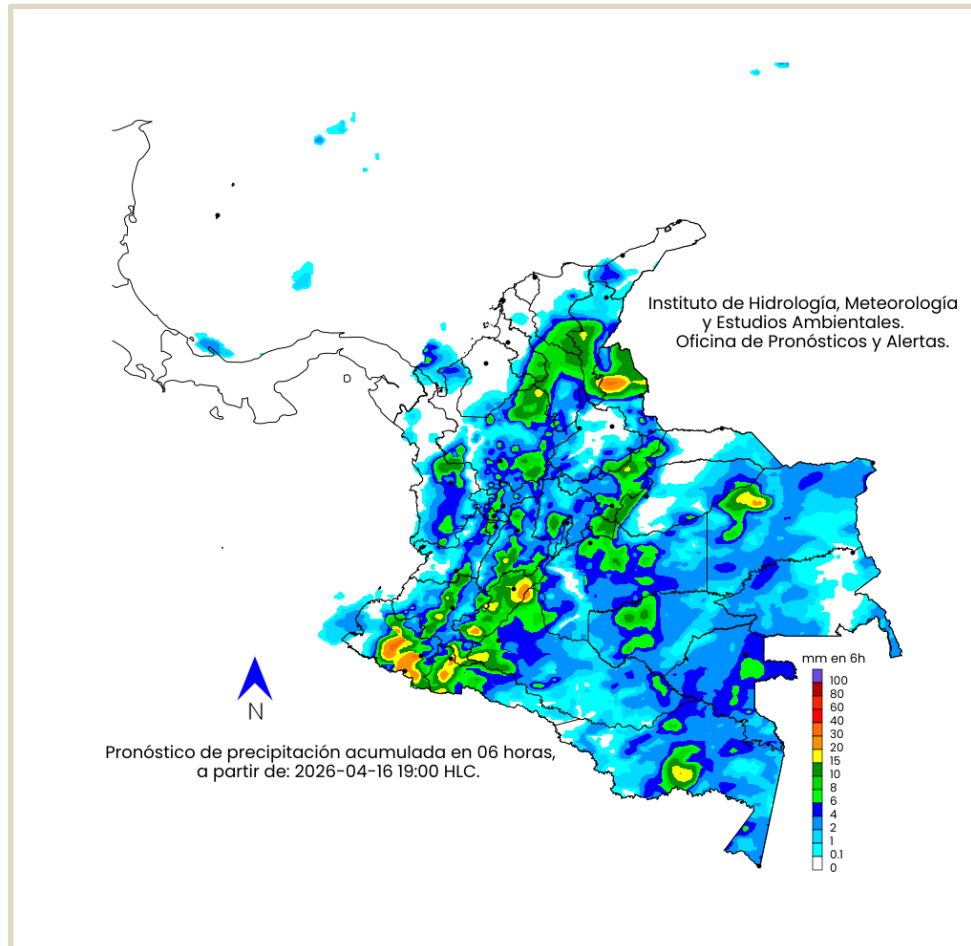 Instituto de Hidrología, Meteorología
y Estudios Ambientales.
Oficina de Pronósticos y Alertas.
mm en 6h
100
80
60
40
30
20
15
10
8
6
4
2
1
0.1
0
N
Pronóstico de precipitación acumulada en 06 horas,
a partir de: 2026-04-16 19:00 HLC.